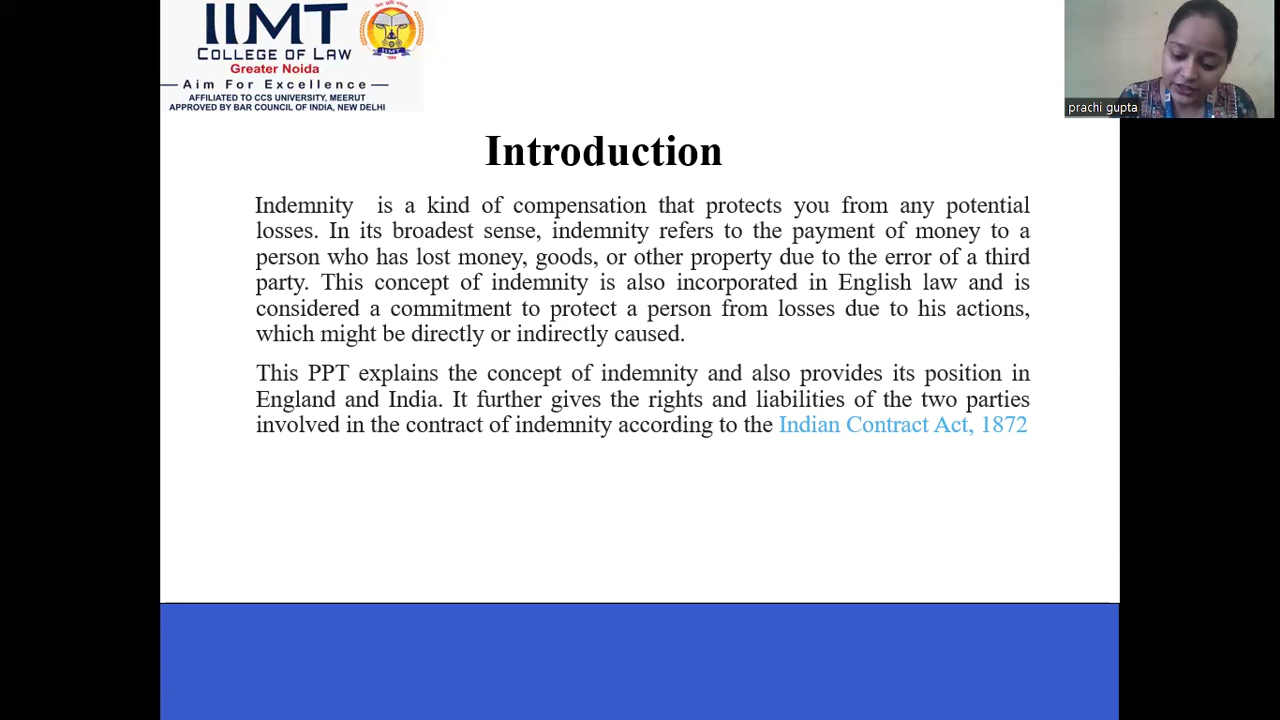 IIMT
COLLEGE OF LAW
Greater Noida
Aim For Excellence
AFFILIATED TO CCS UNIVERSITY, MEERUT
APPROVED BY BAR COUNCIL OF INDIA, NEW DELHI
IIMT
prachi gupta
Introduction
Indemnity is a kind of compensation that protects you from any potential
losses. In its broadest sense, indemnity refers to the payment of money to a
person who has lost money, goods, or other property due to the error of a third
party. This concept of indemnity is also incorporated in English law and is
considered a commitment to protect a person from losses due to his actions,
which might be directly or indirectly caused.
This PPT explains the concept of indemnity and also provides its position in
England and India. It further gives the rights and liabilities of the two parties
involved in the contract of indemnity according to the Indian Contract Act, 1872